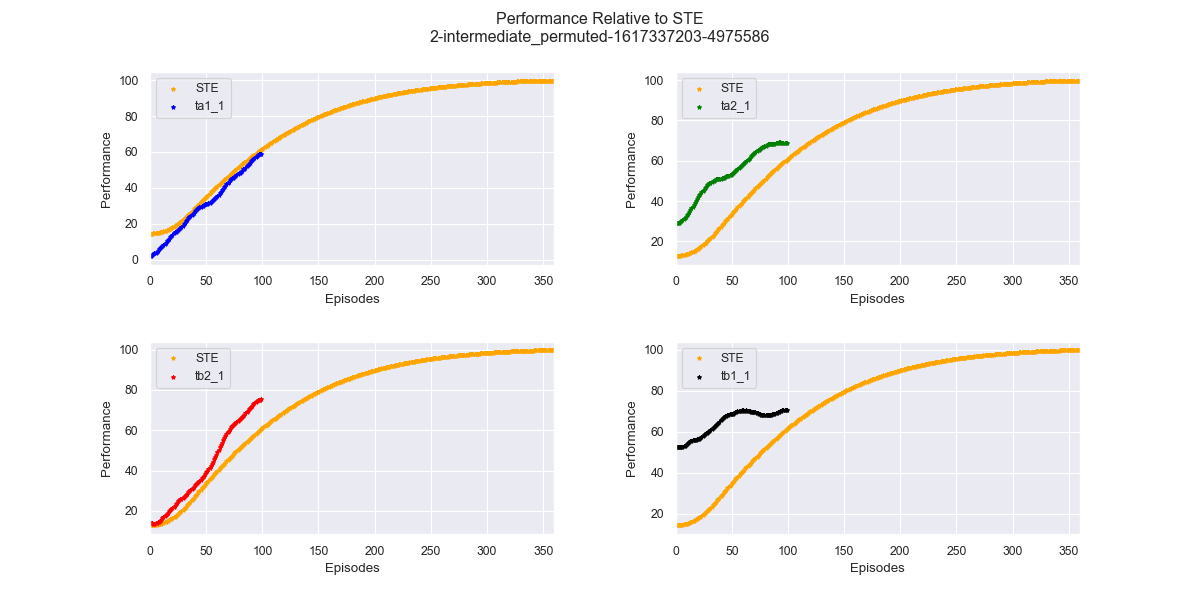 Performance Relative to STE
2-intermediate_permuted-1617337203-4975586
100
80
60
40
20
0
Performance
STE
ta1_1
0 50 100 150 200 250 300 350
Episodes
100
80
60
40
20
Performance
STE
ta2_1
0 50 100 150 200 250 300 350
Episodes
100
80
60
40
20
Performance
STE
tb2_1
0 50 100 150 200 250 300 350
Episodes
100
80
60
40
20
Performance
STE
tb1_1
0 50 100 150 200 250 300 350
Episodes